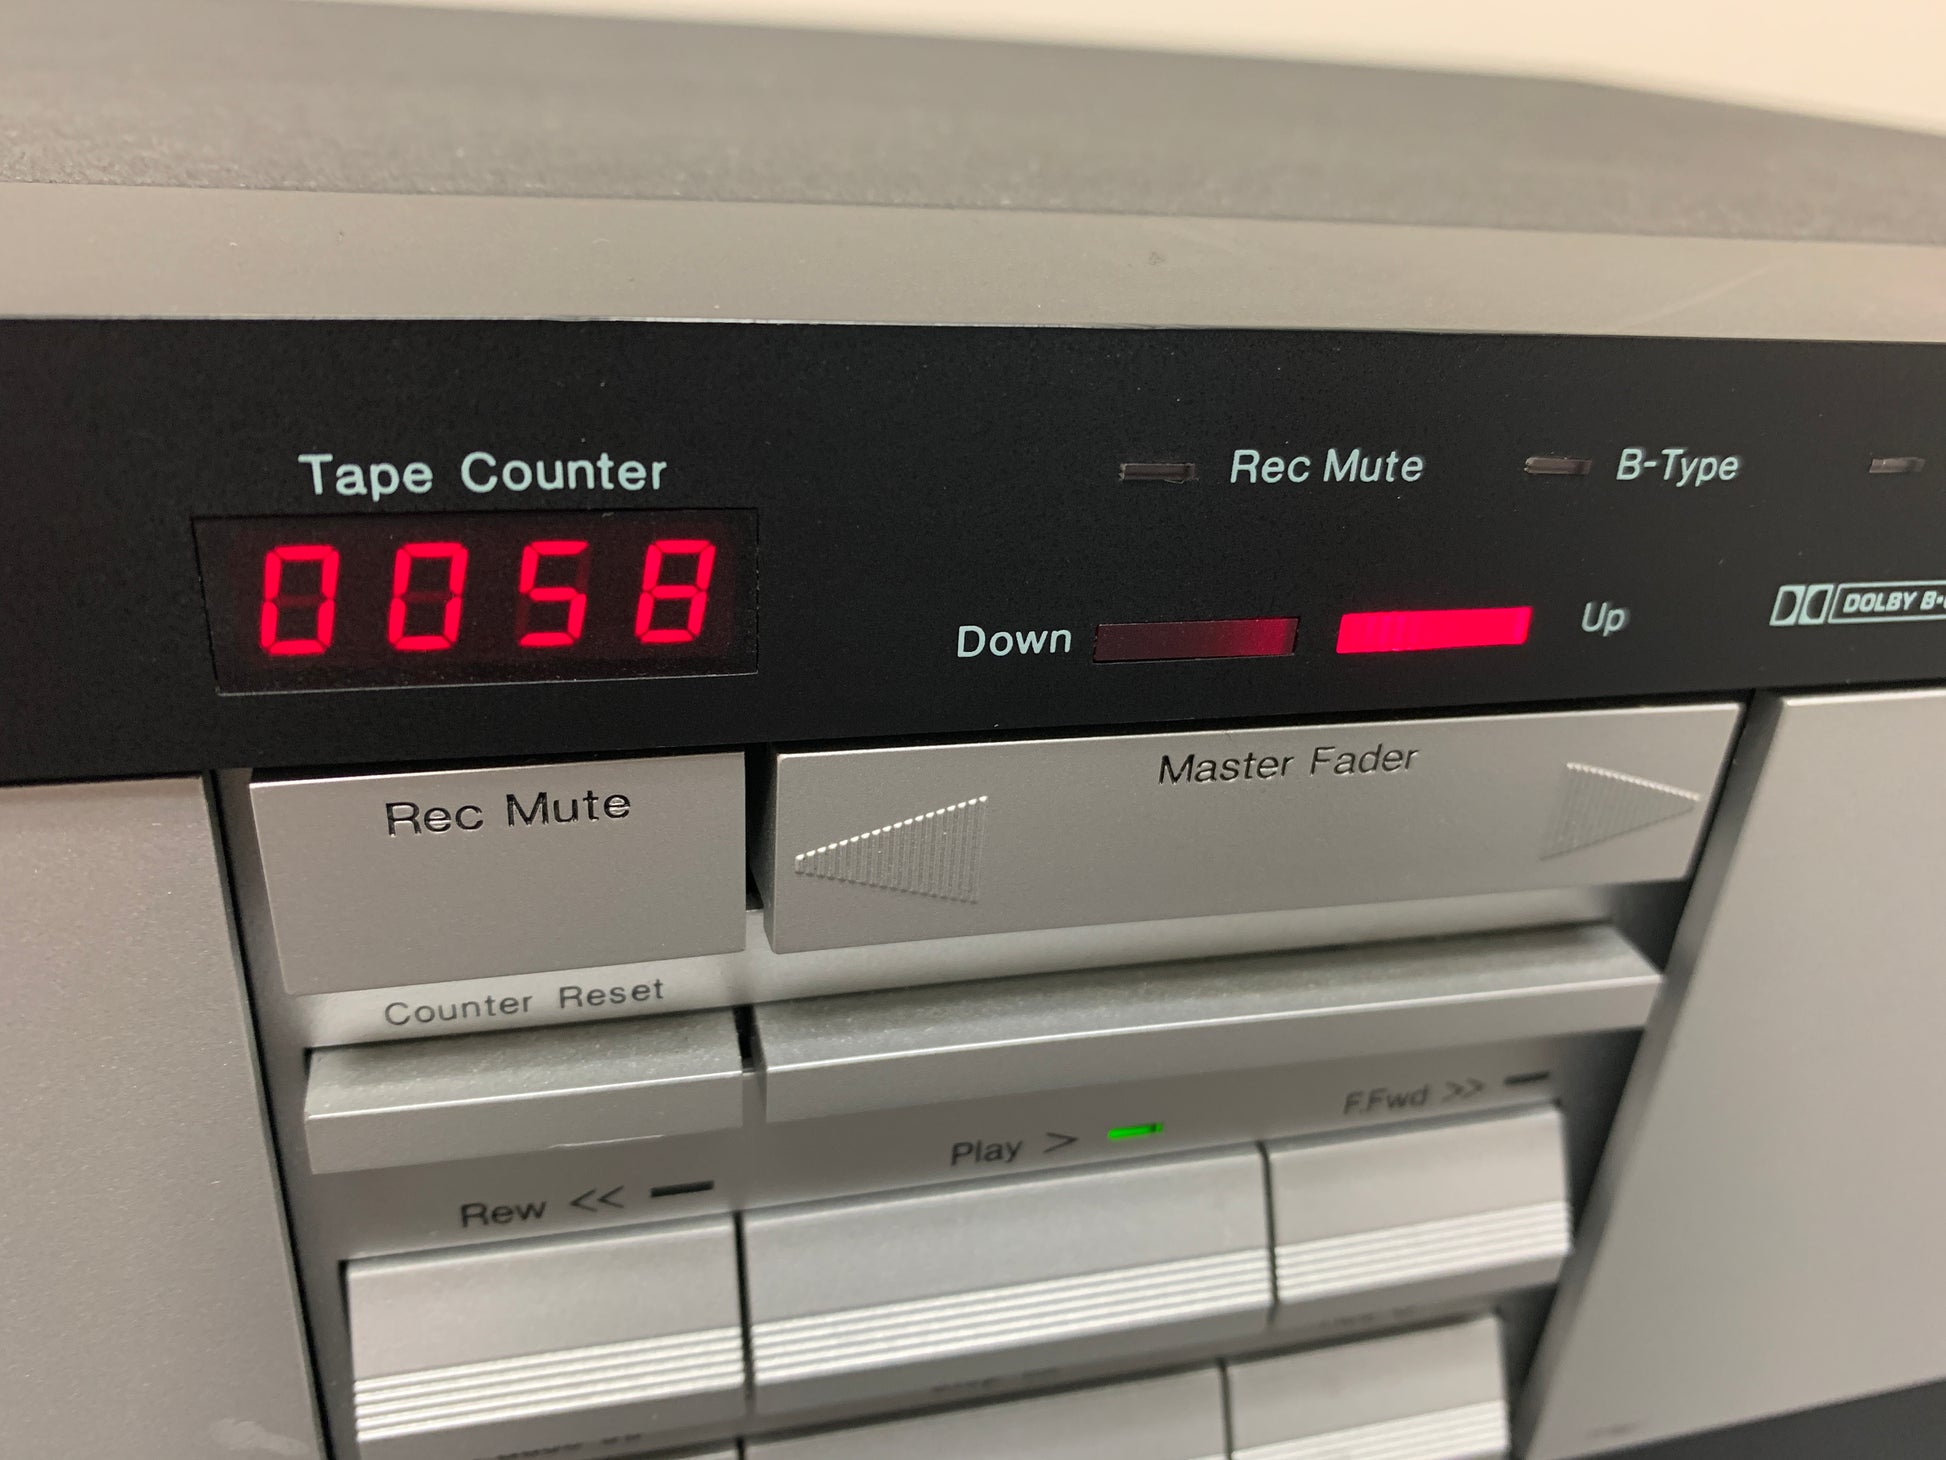 Tape Counter
0058
Rec Mute
B-Type
Down
Up
DOLBY B-
Rec Mute
Master Fader
Counter Reset
Rew <<
Play >
F.Fwd >>